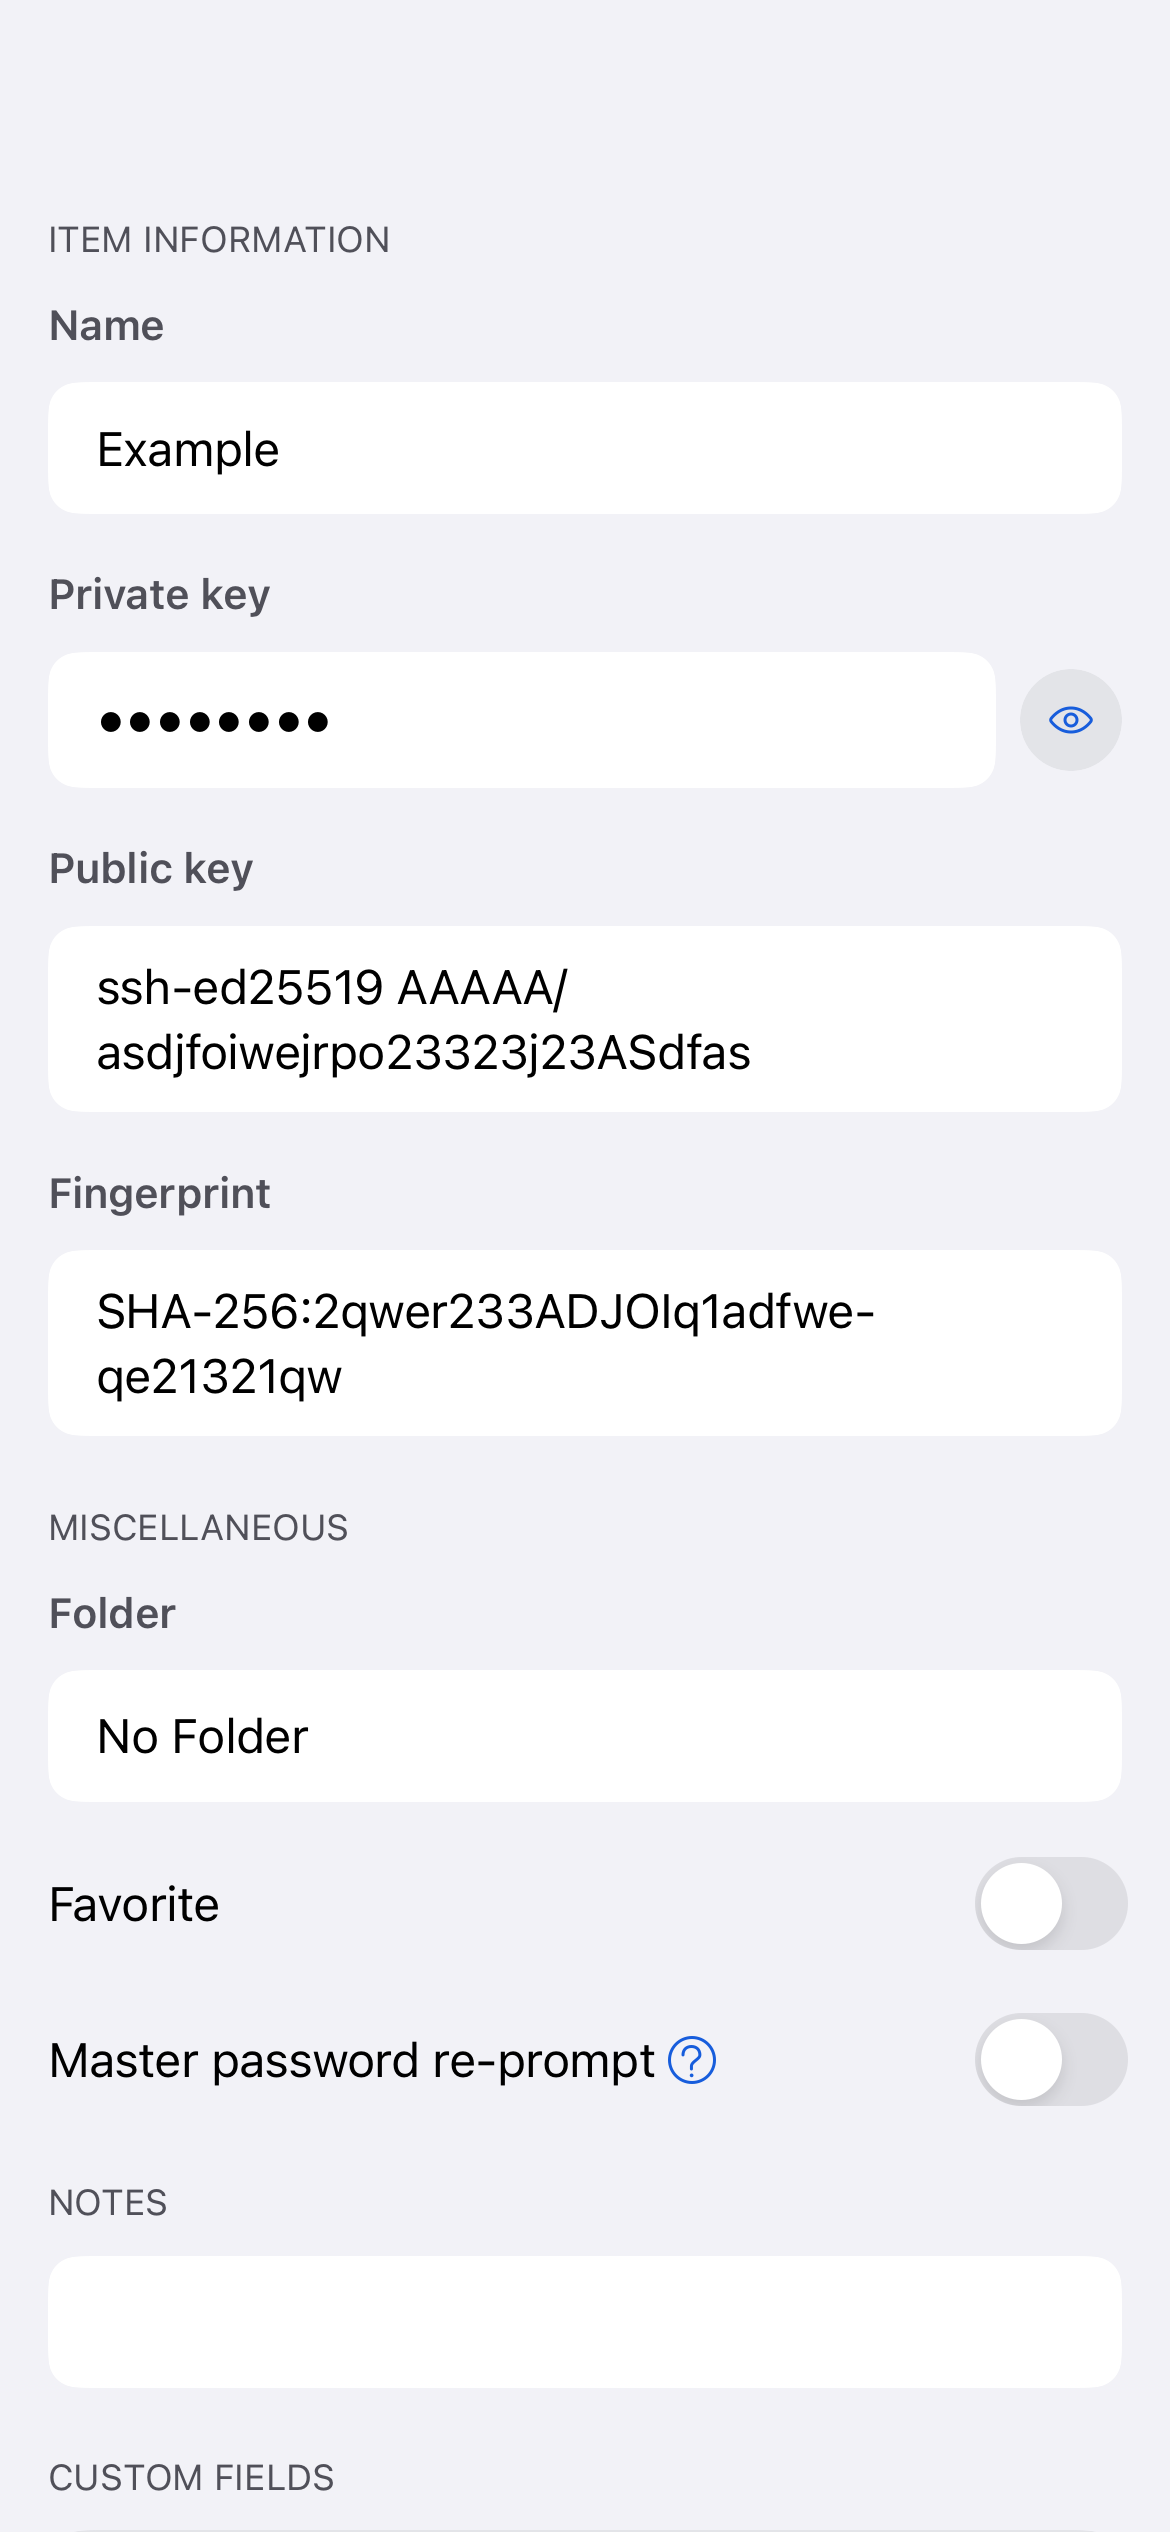 ITEM INFORMATION
Name
Example
Private key
••••••••
Public key
ssh-ed25519 AAAAA/
asdjfoiwejrpo23323j23ASdfas
Fingerprint
SHA-256:2qwer233ADJOIq1adfwe-
qe21321qw
MISCELLANEOUS
Folder
No Folder
Favorite
Master password re-prompt ?
NOTES
CUSTOM FIELDS